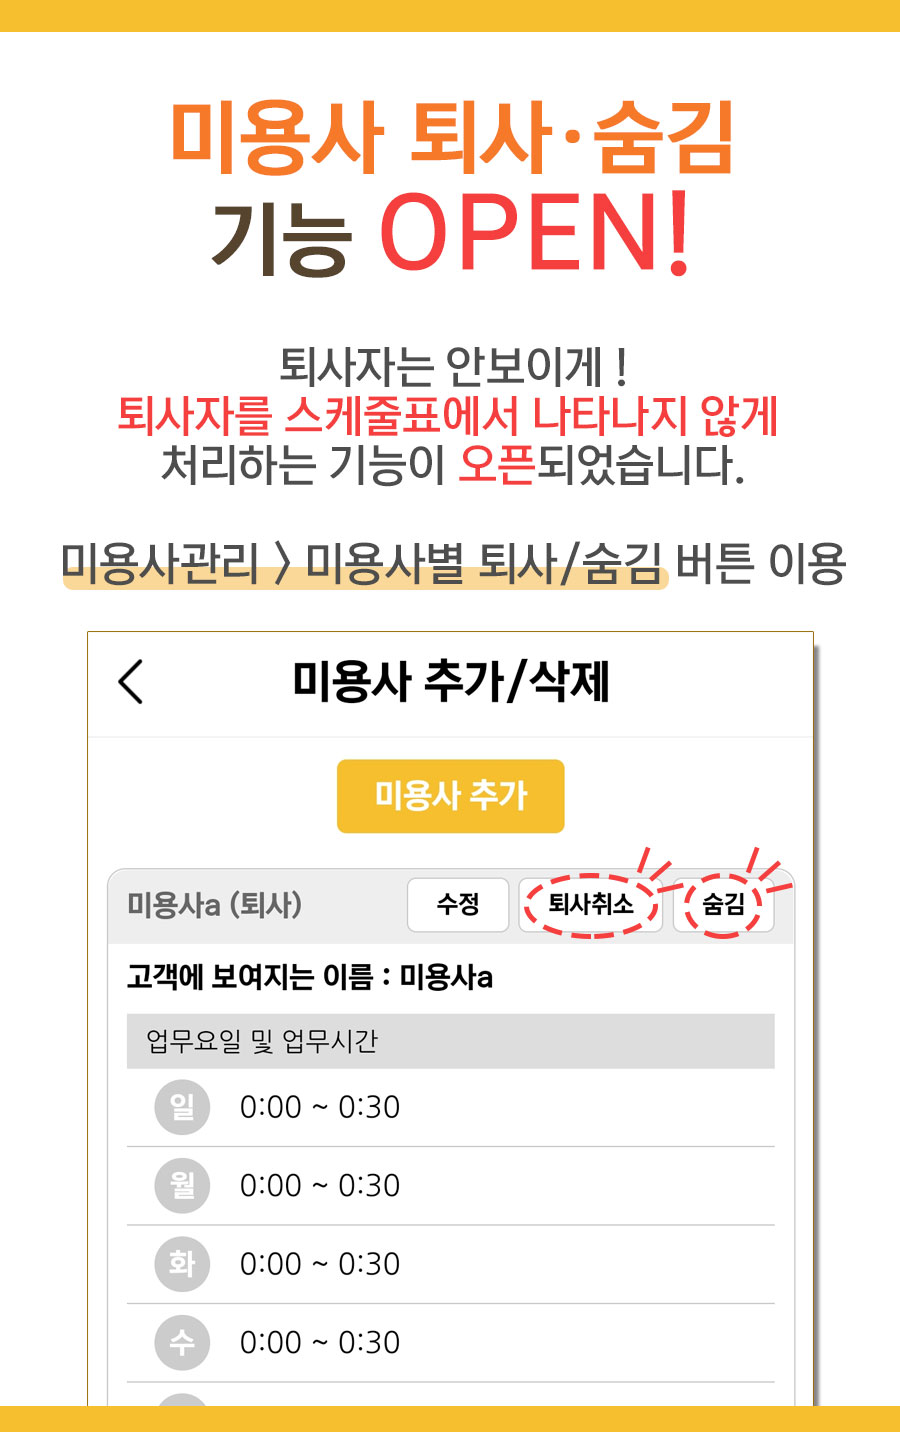 미용사 퇴사·숨김
기능 OPEN!
퇴사자는 안보이게 !
퇴사자를 스케줄표에서 나타나지 않게
처리하는 기능이 오픈되었습니다.
미용사관리 > 미용사별 퇴사/숨김 버튼 이용
미용사 추가/삭제
미용사 추가
미용사a (퇴사) 수정 퇴사취소 숨김
고객에 보여지는 이름 : 미용사a
업무요일 및 업무시간
일 0:00 ~ 0:30
월 0:00 ~ 0:30
화 0:00 ~ 0:30
수 0:00 ~ 0:30